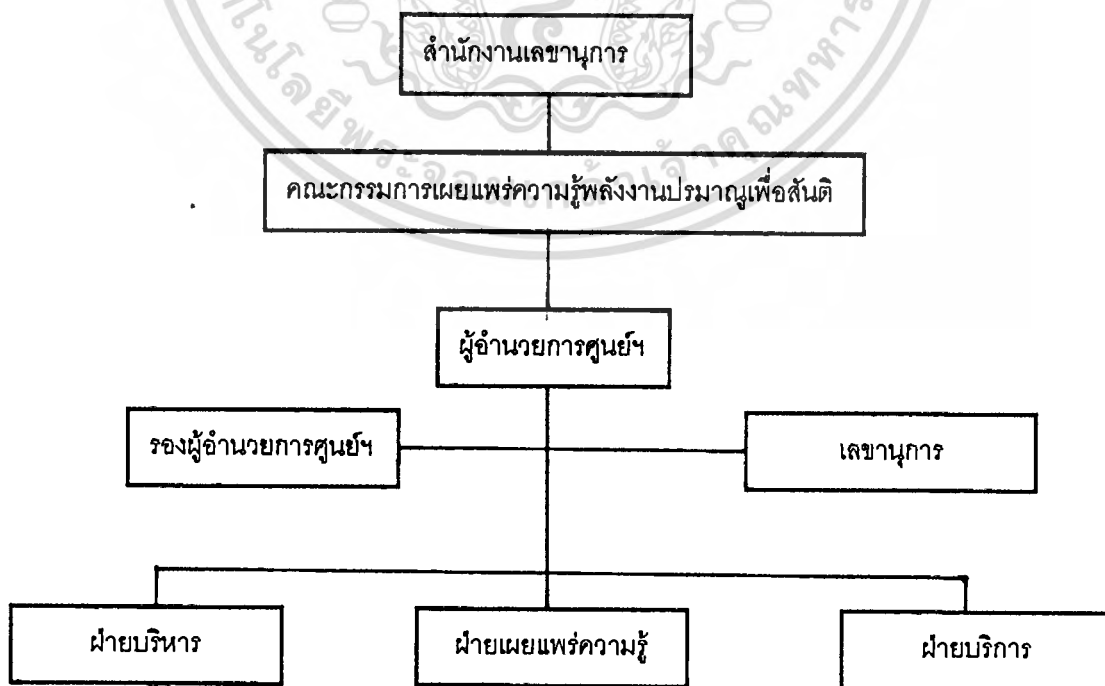 สำนักงานเลขานุการ
คณะกรรมการเผยแพร่ความรู้พลังงานปรมาณูเพื่อสันติ
ผู้อำนวยการศูนย์ฯ
รองผู้อำนวยการศูนย์ฯ
เลขานุการ
ฝ่ายบริหาร
ฝ่ายเผยแพร่ความรู้
ฝ่ายบริการ